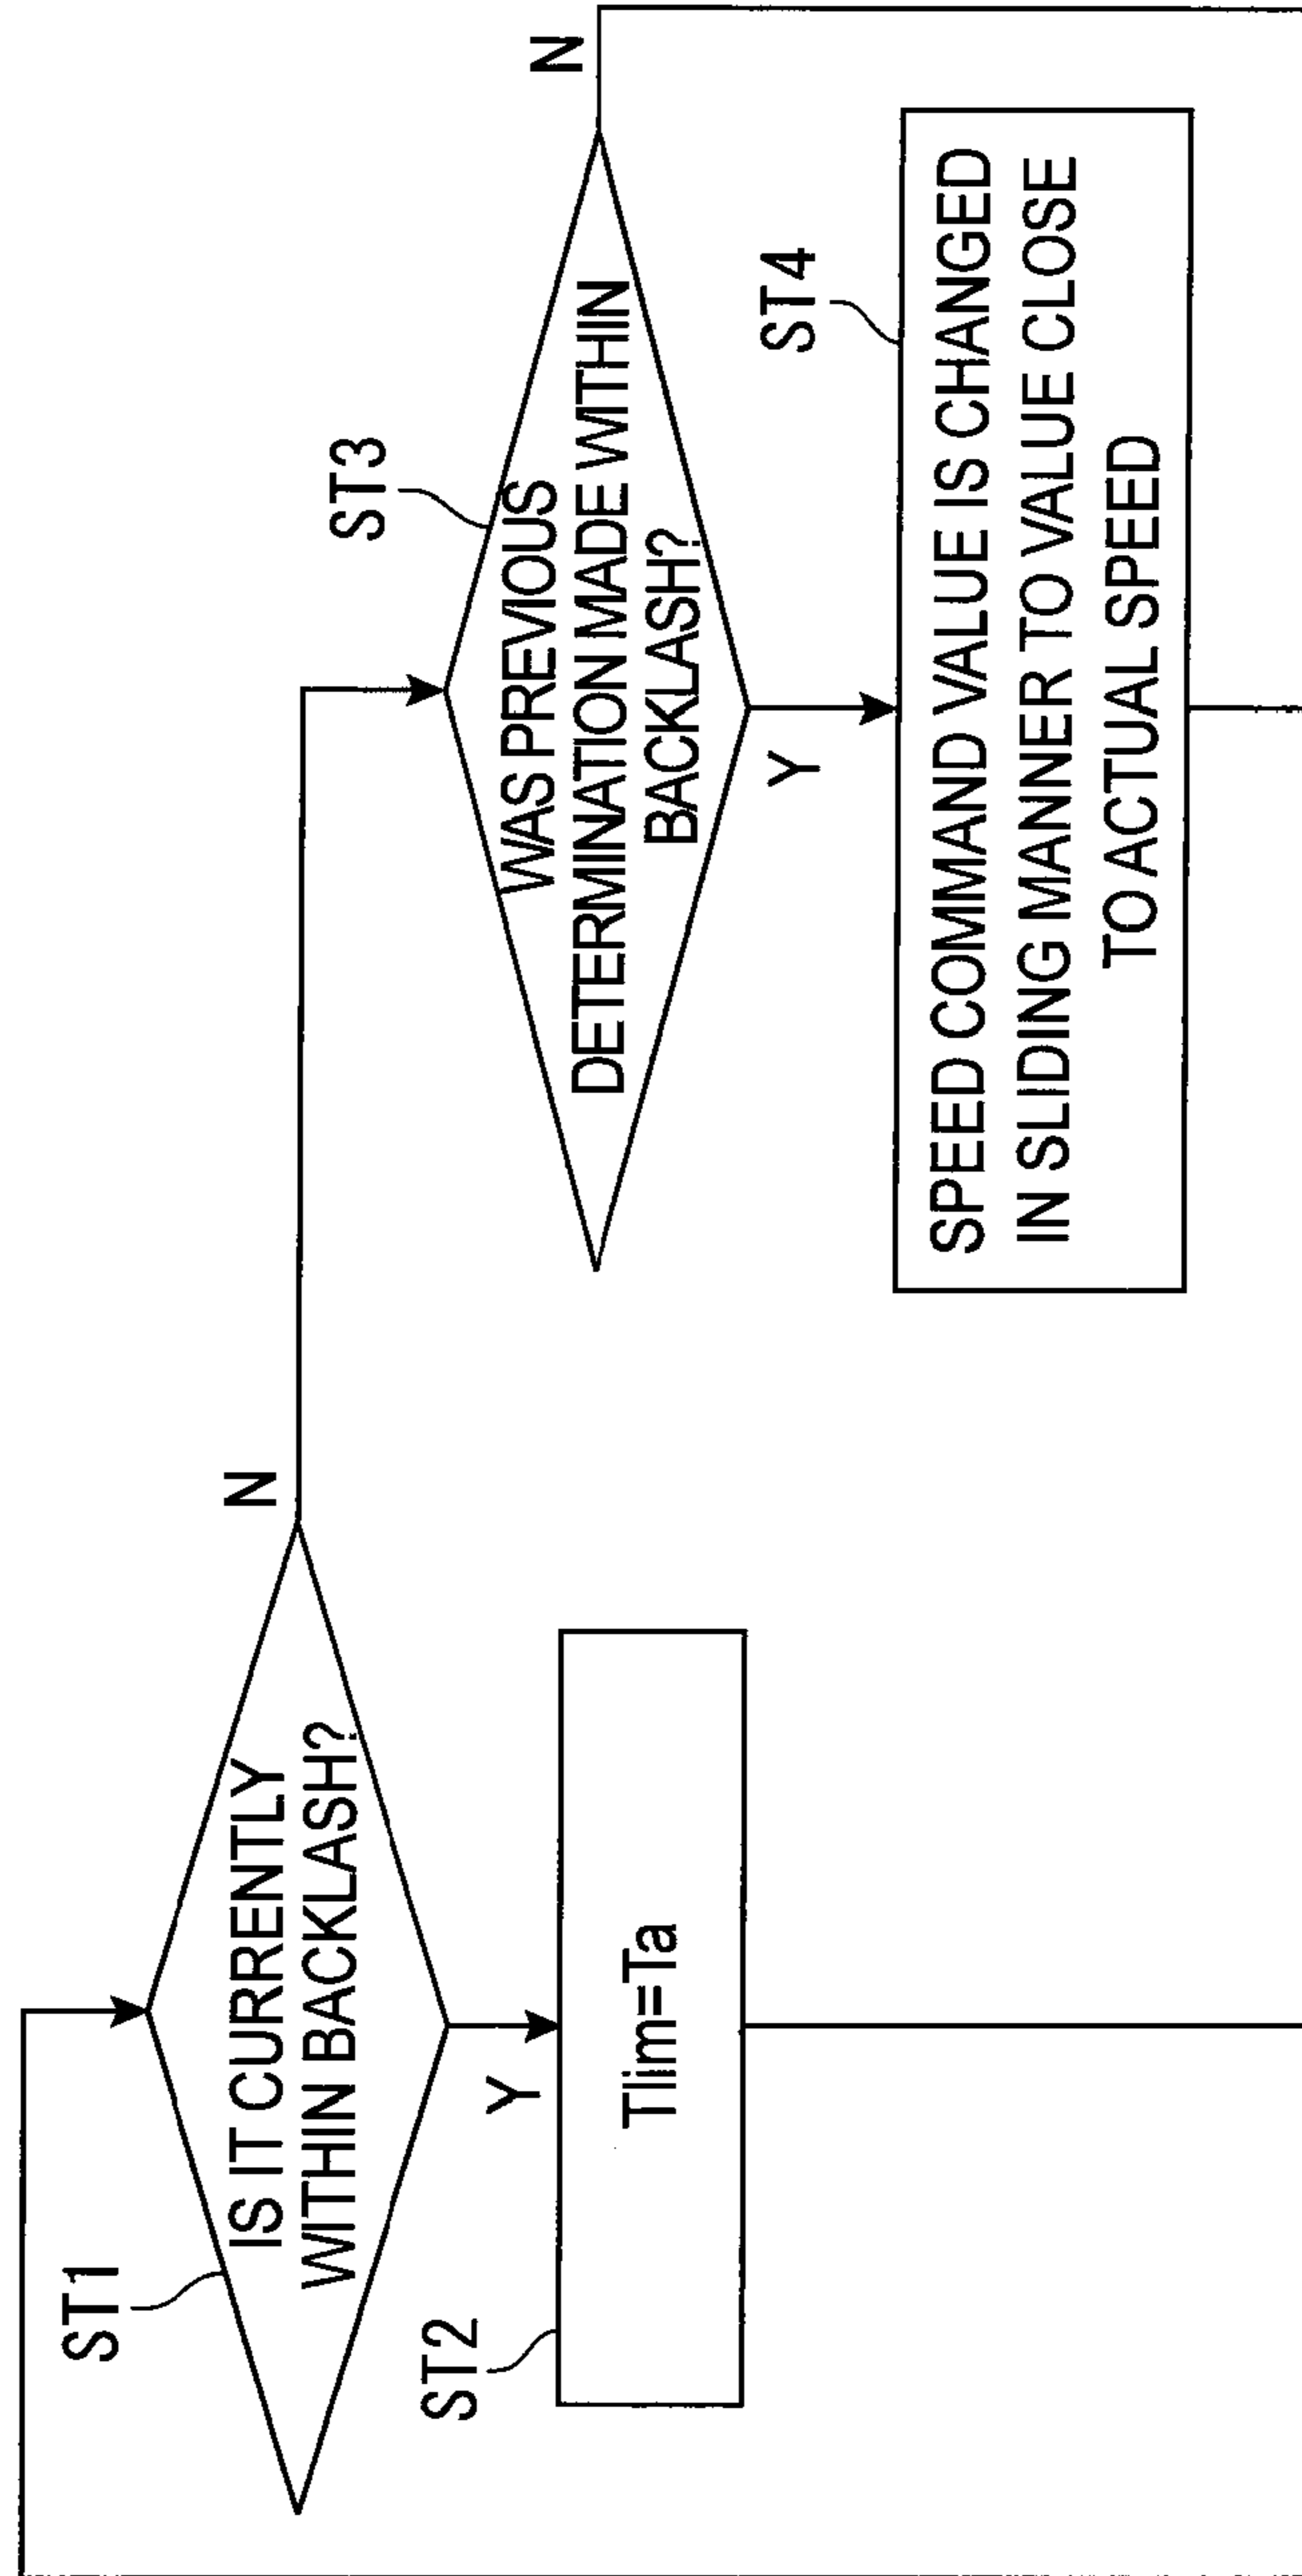 ST1
IS IT CURRENTLY
WITHIN BACKLASH?
N
Y
ST2
Tlim=Ta
ST3
WAS PREVIOUS
DETERMINATION MADE WITHIN
BACKLASH?
N
Y
ST4
SPEED COMMAND VALUE IS CHANGED
IN SLIDING MANNER TO VALUE CLOSE
TO ACTUAL SPEED